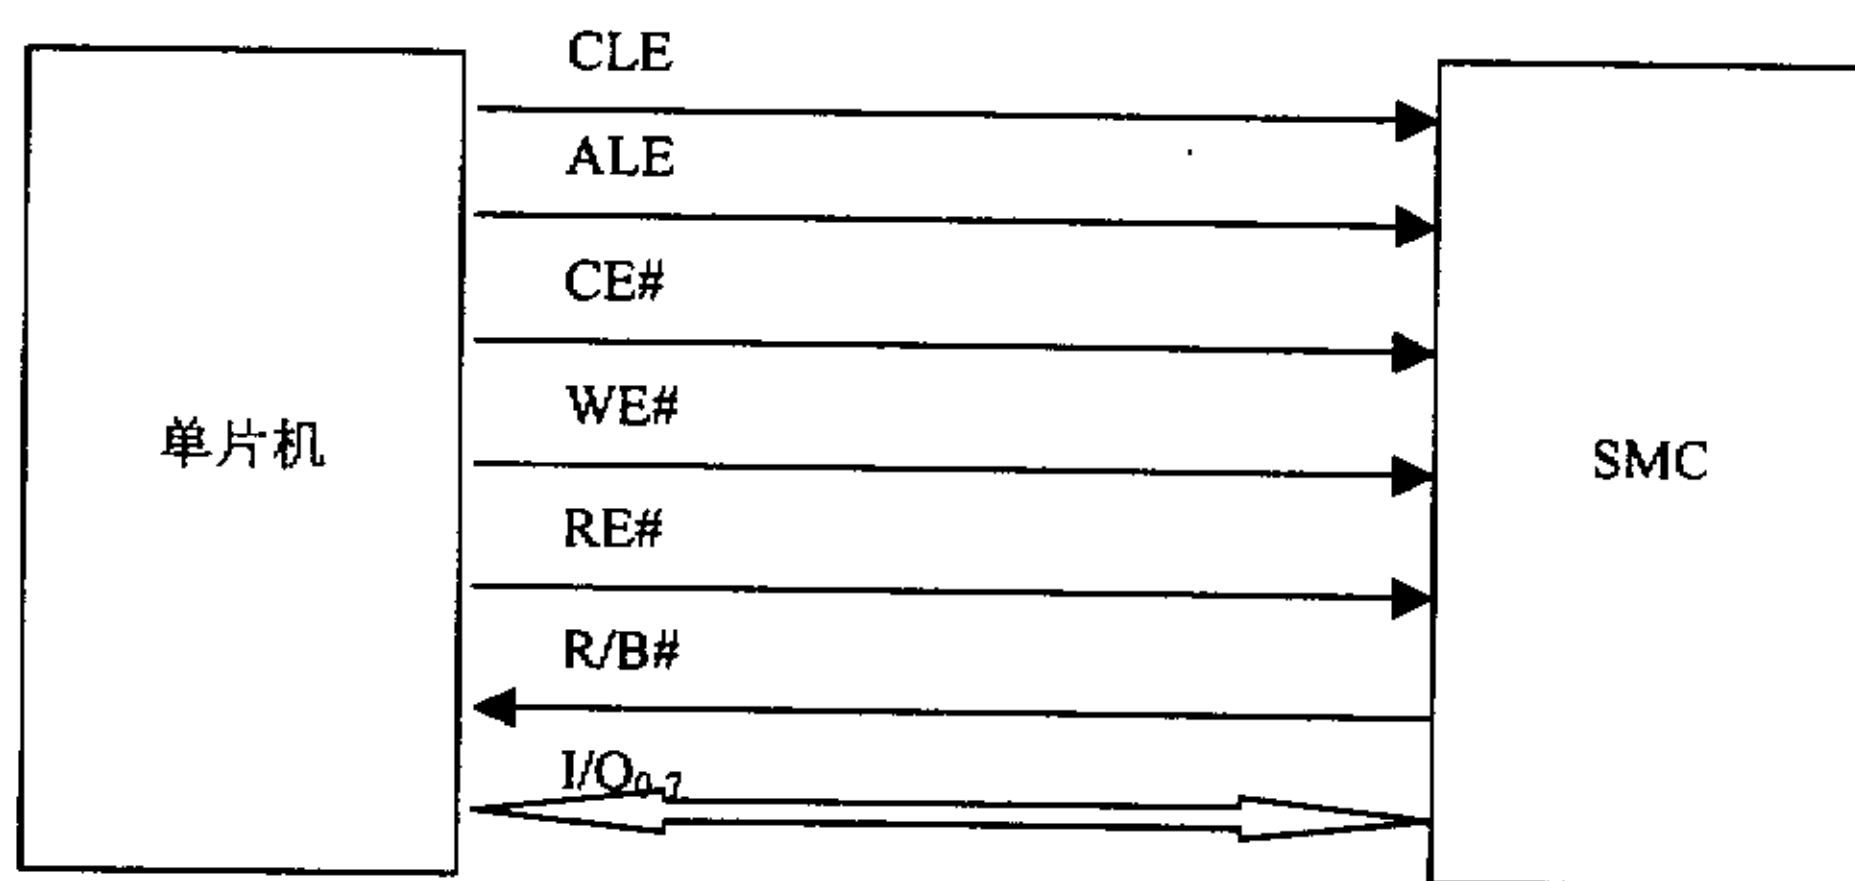 CLE
ALE
CE#
WE#
单片机
SMC
RE#
R/B#
I/O0-7